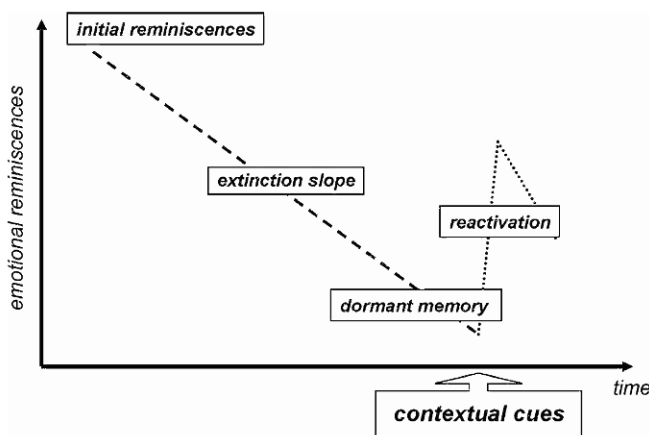 initial reminiscences
emotional reminiscences
extinction slope
reactivation
dormant memory
time
contextual cues